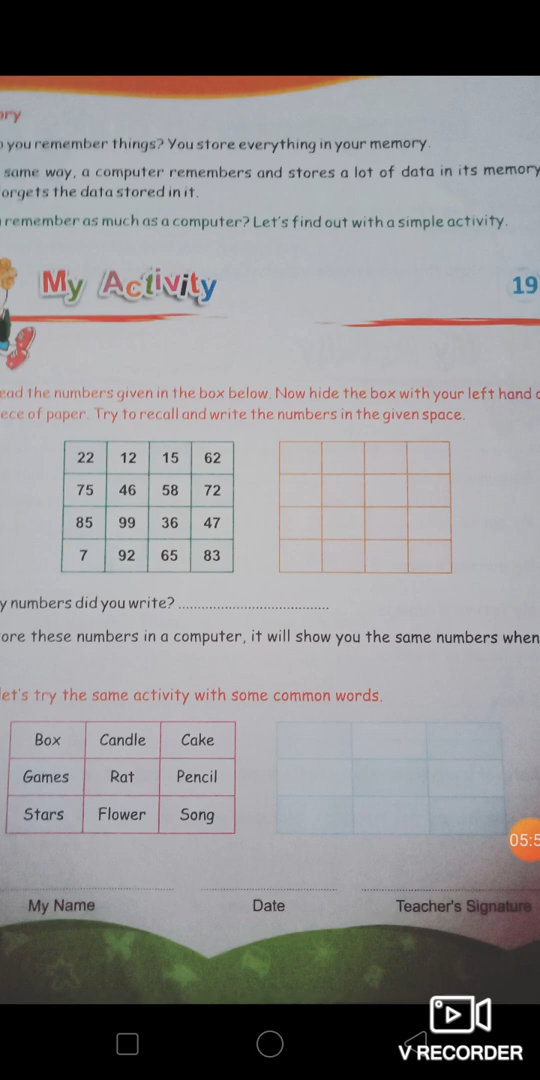 you remember things? You store everything in your memory.
same way, a computer remembers and stores a lot of data in its memory
orgets the data stored in it.
remember as much as a computer? Let's find out with a simple activity.
My Activity 19
ead the numbers given in the box below. Now hide the box with your left hand
ece of paper. Try to recall and write the numbers in the given space.
22 12 15 62
75 46 58 72
85 99 36 47
7 92 65 83
y numbers did you write? ......................................
ore these numbers in a computer, it will show you the same numbers when
let's try the same activity with some common words.
Box Candle Cake
Games Rat Pencil
Stars Flower Song
05:5
My Name Date Teacher's Signature
V RECORDER